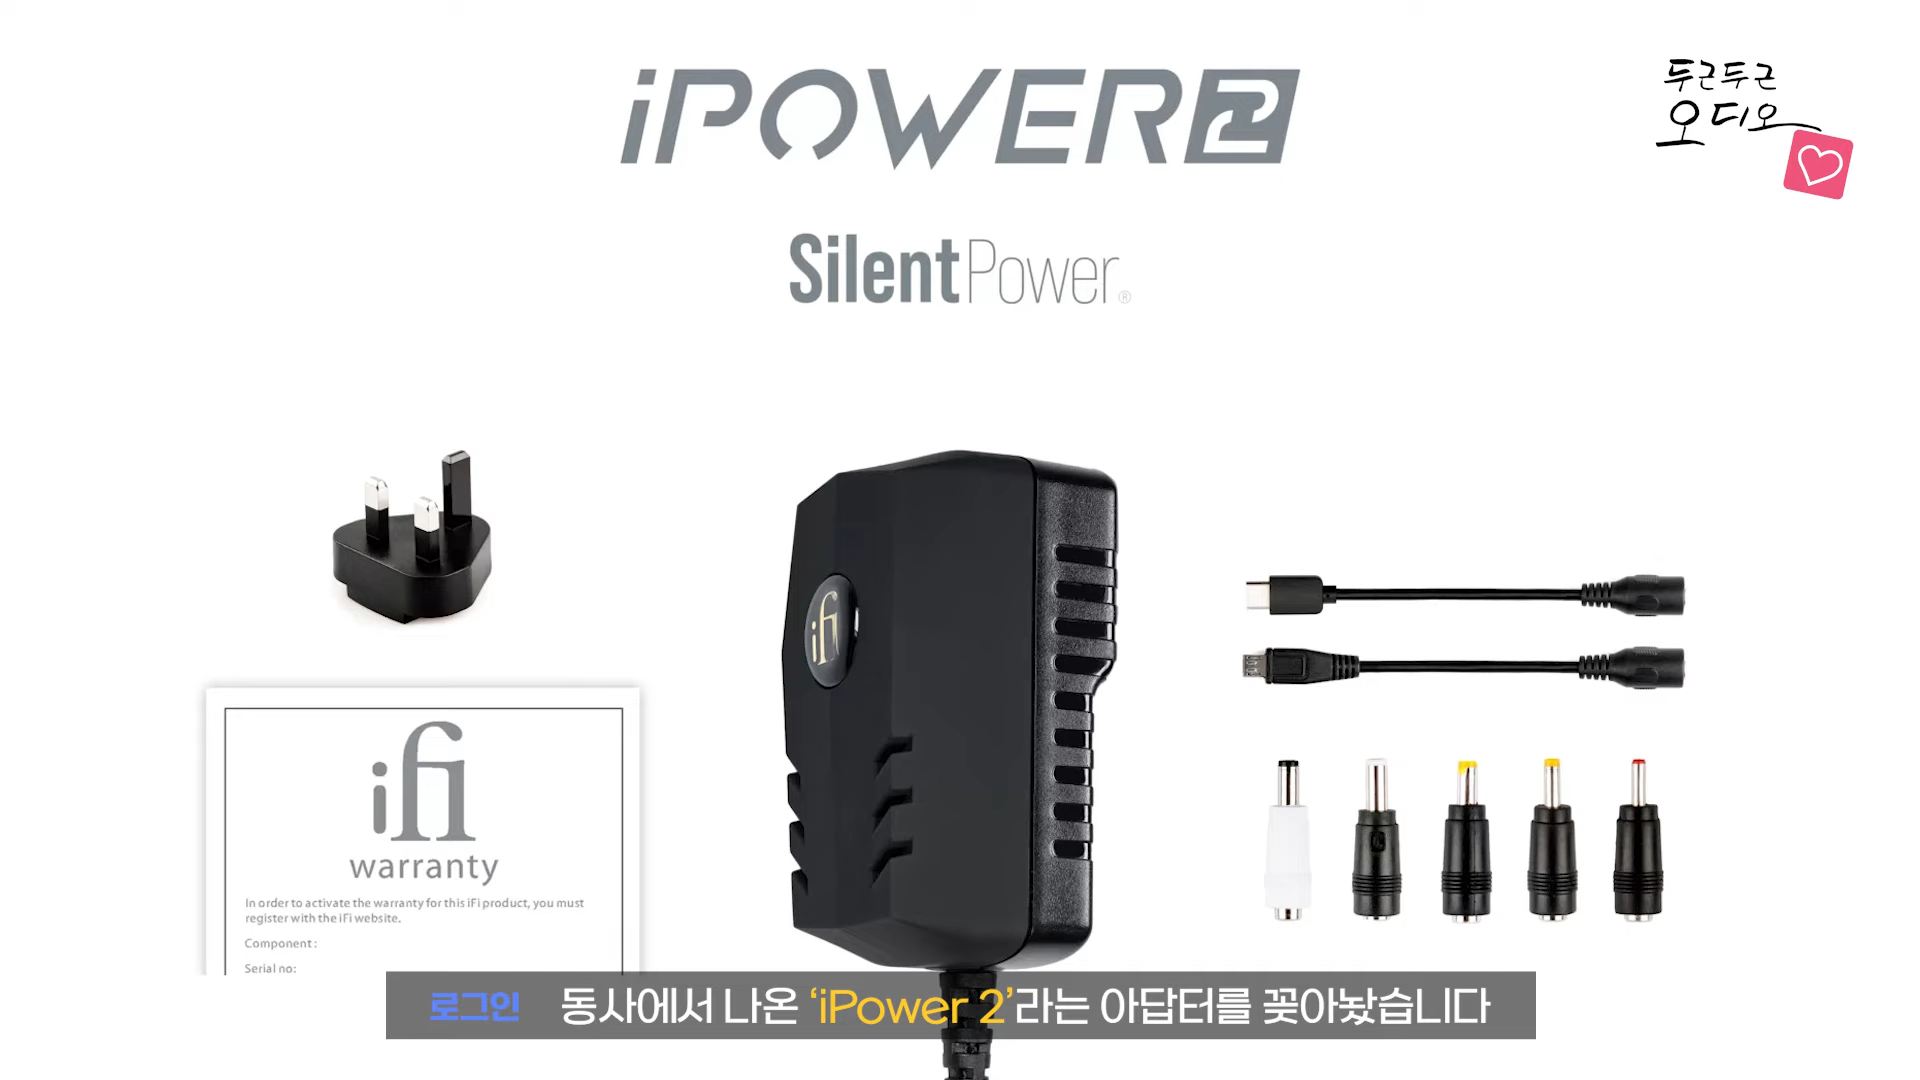 iPOWER2
두근두근
오디오
SilentPower®
ifi
ifi
warranty
In order to activate the warranty for this iFi product, you must
register with the iFi website.
Component :
Serial no:
로그인 동사에서 나온 ‘iPower 2’라는 아답터를 꽂아놨습니다